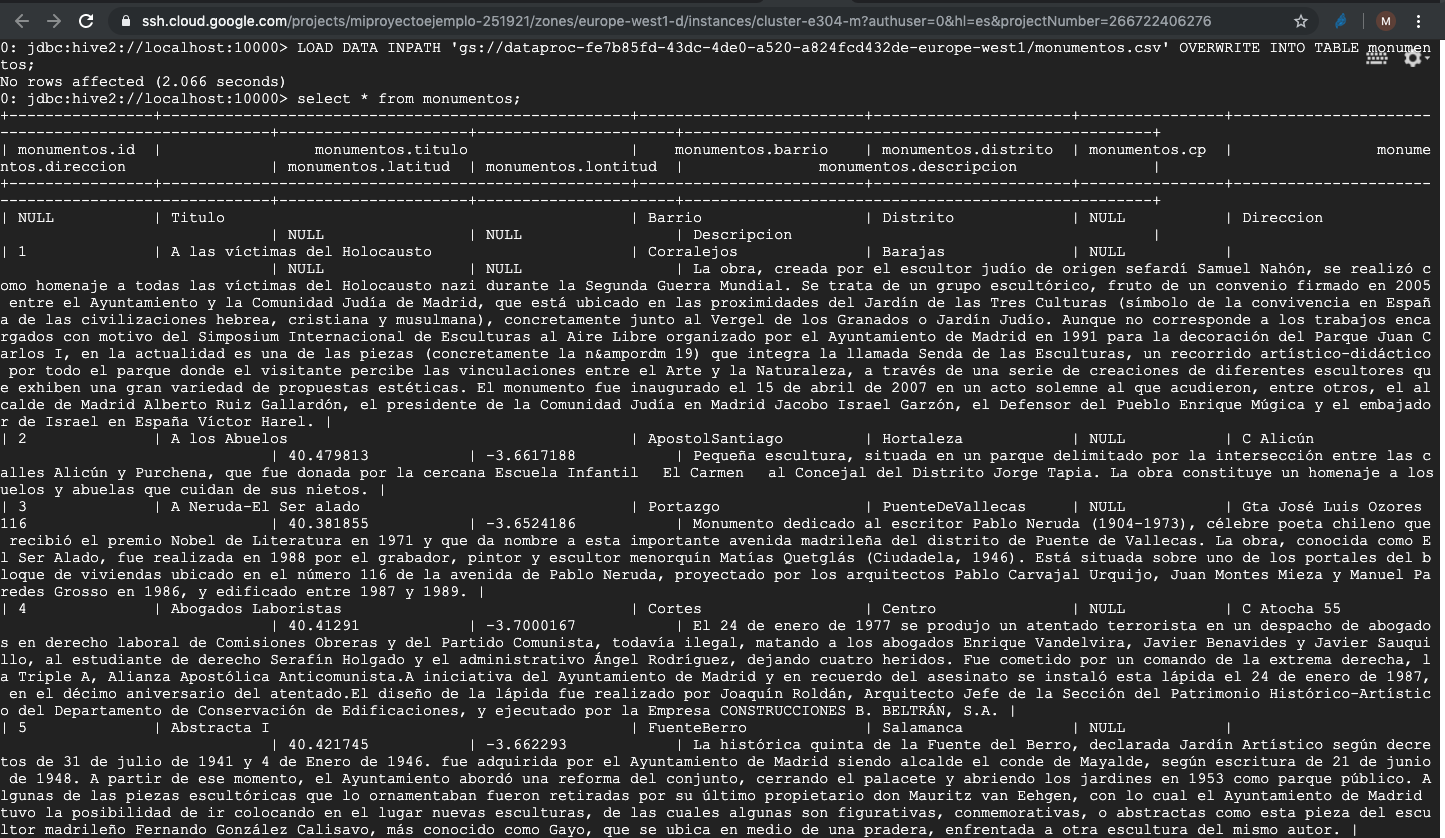 ssh.cloud.google.com/projects/miproyectoejemplo-251921/zones/europe-west1-d/instances/cluster-e304-m?authuser=0&hl=es&projectNumber=266722406276
M
0: jdbc:hive2://localhost:10000> LOAD DATA INPATH 'gs://dataproc-fe7b85fd-43dc-4de0-a520-a824fcd432de-europe-west1/monumentos.csv' OVERWRITE INTO TABLE monumen
tos;
No rows affected (2.066 seconds)
0: jdbc:hive2://localhost:10000> select * from monumentos;
| monumentos.id | monumentos.titulo | monumentos.barrio | monumentos.distrito | monumentos.cp | monume
ntos.direccion | monumentos.latitud | monumentos.lontitud | monumentos.descripcion |
| NULL | Titulo | Barrio | Distrito | NULL | Direccion
| NULL | NULL | Descripcion |
| 1 | A las víctimas del Holocausto | Corralejos | Barajas | NULL |
| NULL | NULL | La obra, creada por el escultor judío de origen sefardí Samuel Nahón, se realizó c
omo homenaje a todas las víctimas del Holocausto nazi durante la Segunda Guerra Mundial. Se trata de un grupo escultórico, fruto de un convenio firmado en 2005
entre el Ayuntamiento y la Comunidad Judía de Madrid, que está ubicado en las proximidades del Jardín de las Tres Culturas (símbolo de la convivencia en Españ
a de las civilizaciones hebrea, cristiana y musulmana), concretamente junto al Vergel de los Granados o Jardín Judío. Aunque no corresponde a los trabajos enca
rgados con motivo del Simposium Internacional de Esculturas al Aire Libre organizado por el Ayuntamiento de Madrid en 1991 para la decoración del Parque Juan C
arlos I, en la actualidad es una de las piezas (concretamente la n&ampordm 19) que integra la llamada Senda de las Esculturas, un recorrido artístico-didáctico
por todo el parque donde el visitante percibe las vinculaciones entre el Arte y la Naturaleza, a través de una serie de creaciones de diferentes escultores qu
e exhiben una gran variedad de propuestas estéticas. El monumento fue inaugurado el 15 de abril de 2007 en un acto solemne al que acudieron, entre otros, el al
calde de Madrid Alberto Ruiz Gallardón, el presidente de la Comunidad Judía en Madrid Jacobo Israel Garzón, el Defensor del Pueblo Enrique Múgica y el embajado
r de Israel en España Víctor Harel. |
| 2 | A los Abuelos | ApostolSantiago | Hortaleza | NULL | C Alicún
| 40.479813 | -3.6617188 | Pequeña escultura, situada en un parque delimitado por la intersección entre las c
alles Alicún y Purchena, que fue donada por la cercana Escuela Infantil El Carmen al Concejal del Distrito Jorge Tapia. La obra constituye un homenaje a los
uelos y abuelas que cuidan de sus nietos. |
| 3 | A Neruda-El Ser alado | Portazgo | PuenteDeVallecas | NULL | Gta José Luis Ozores
116 | 40.381855 | -3.6524186 | Monumento dedicado al escritor Pablo Neruda (1904-1973), célebre poeta chileno que
recibió el premio Nobel de Literatura en 1971 y que da nombre a esta importante avenida madrileña del distrito de Puente de Vallecas. La obra, conocida como E
l Ser Alado, fue realizada en 1988 por el grabador, pintor y escultor menorquín Matías Quetglás (Ciudadela, 1946). Está situada sobre uno de los portales del b
loque de viviendas ubicado en el número 116 de la avenida de Pablo Neruda, proyectado por los arquitectos Pablo Carvajal Urquijo, Juan Montes Mieza y Manuel Pa
redes Grosso en 1986, y edificado entre 1987 y 1989. |
| 4 | Abogados Laboristas | Cortes | Centro | NULL | C Atocha 55
| 40.41291 | -3.7000167 | El 24 de enero de 1977 se produjo un atentado terrorista en un despacho de abogado
s en derecho laboral de Comisiones Obreras y del Partido Comunista, todavía ilegal, matando a los abogados Enrique Vandelvira, Javier Benavides y Javier Sauqui
llo, al estudiante de derecho Serafín Holgado y el administrativo Ángel Rodríguez, dejando cuatro heridos. Fue cometido por un comando de la extrema derecha, l
a Triple A, Alianza Apostólica Anticomunista.A iniciativa del Ayuntamiento de Madrid y en recuerdo del asesinato se instaló esta lápida el 24 de enero de 1987,
en el décimo aniversario del atentado.El diseño de la lápida fue realizado por Joaquín Roldán, Arquitecto Jefe de la Sección del Patrimonio Histórico-Artístic
o del Departamento de Conservación de Edificaciones, y ejecutado por la Empresa CONSTRUCCIONES B. BELTRÁN, S.A. |
| 5 | Abstracta I | FuenteBerro | Salamanca | NULL |
| 40.421745 | -3.662293 | La histórica quinta de la Fuente del Berro, declarada Jardín Artístico según decre
tos de 31 de julio de 1941 y 4 de Enero de 1946. fue adquirida por el Ayuntamiento de Madrid siendo alcalde el conde de Mayalde, según escritura de 21 de junio
de 1948. A partir de ese momento, el Ayuntamiento abordó una reforma del conjunto, cerrando el palacete y abriendo los jardines en 1953 como parque público. A
lgunas de las piezas escultóricas que lo ornamentaban fueron retiradas por su último propietario don Mauritz van Eehgen, con lo cual el Ayuntamiento de Madrid
tuvo la posibilidad de ir colocando en el lugar nuevas esculturas, de las cuales algunas son figurativas, conmemorativas, o abstractas como esta pieza del escu
ltor madrileño Fernando González Calisavo, más conocido como Gayo, que se ubica en medio de una pradera, enfrentada a otra escultura del mismo autor. |